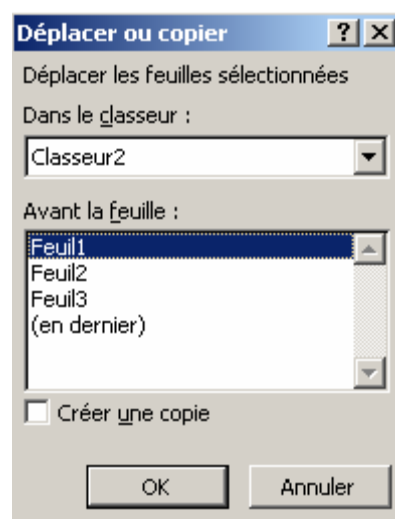 Déplacer ou copier
Déplacer les feuilles sélectionnées
Dans le classeur :
Classeur2
Avant la feuille :
Feuil1
Feuil2
Feuil3
(en dernier)
Créer une copie
OK Annuler